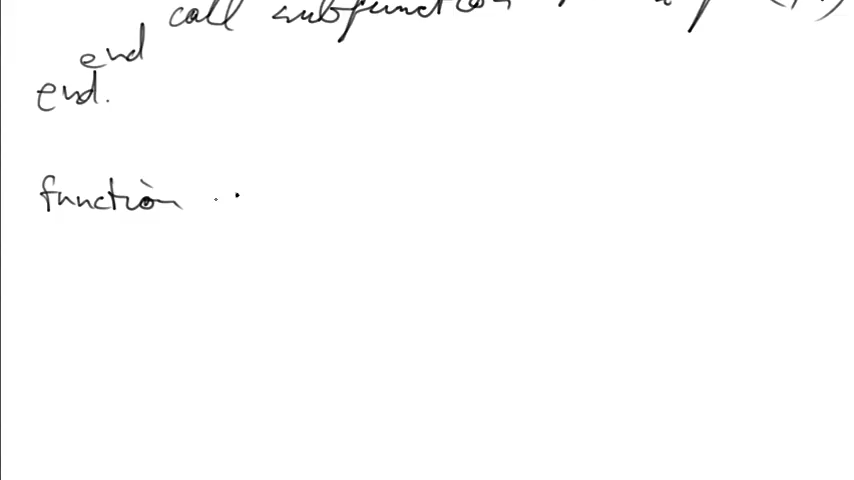 call subfunction
end
end.
function ..